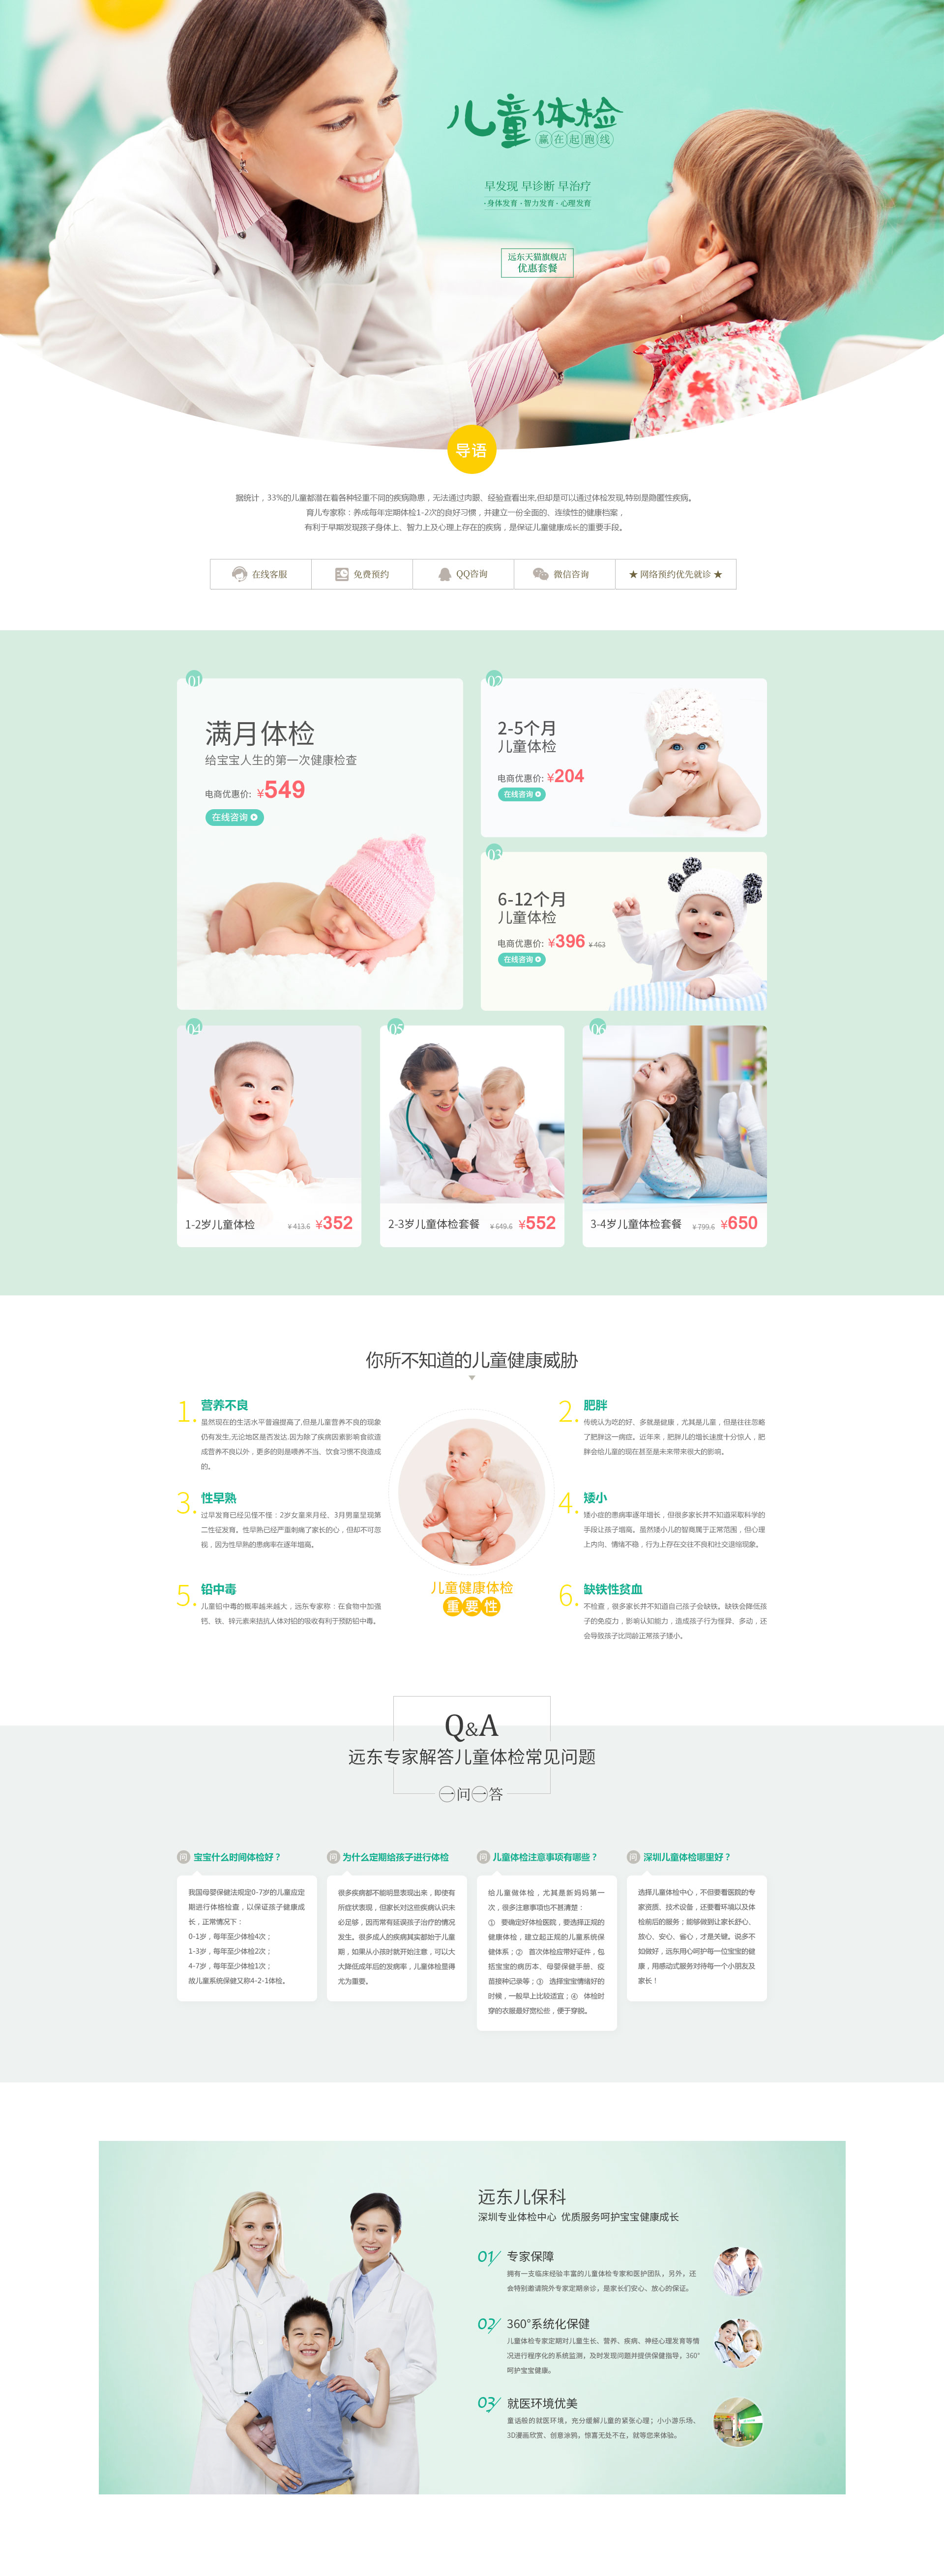 儿童体检
赢在起跑线
早发现 早诊断 早治疗
·身体发育 ·智力发育 ·心理发育
远东天猫旗舰店
优惠套餐
导语
据统计，33%的儿童都潜在着各种轻重不同的疾病隐患，无法通过肉眼、经验查看出来,但是可以通过体检发现,特别是隐匿性疾病。
育儿专家称：养成每年定期体检1-2次的良好习惯，并建立一份全面的、连续性的健康档案，
有利于早期发现孩子身体上、智力上及心理上存在的疾病，是保证儿童健康成长的重要手段。
在线客服
免费预约
QQ咨询
微信咨询
★ 网络预约优先就诊 ★
01
满月体检
给宝宝人生的第一次健康检查
电商优惠价: ¥549
在线咨询
02
2-5个月
儿童体检
电商优惠价: ¥204
在线咨询
03
6-12个月
儿童体检
电商优惠价: ¥396 ¥453
在线咨询
04
1-2岁儿童体检 ¥413.6 ¥352
05
2-3岁儿童体检套餐 ¥649.6 ¥552
06
3-4岁儿童体检套餐 ¥799.6 ¥650
你所不知道的儿童健康威胁
1.
营养不良
虽然现在的生活水平普遍提高了,但是儿童营养不良的现象
仍有发生,无论地区是否发达,因为除了疾病因素影响食欲造
成营养不良以外，更多的则是喂养不当、饮食习惯不良造成
的。
2.
肥胖
传统认为吃的好、多就是健康，尤其是儿童，但是往往忽略
了肥胖这一病症。近年来，肥胖儿的增长速度十分惊人，肥
胖会给儿童的现在甚至是未来带来很大的影响。
3.
性早熟
过早发育已经见怪不怪：2岁女童来月经、3月男童呈现第
二性征发育。性早熟已经严重刺痛了家长的心，但却不可忽
视，因为性早熟的患病率在逐年增高。
4.
矮小
矮小症的患病率逐年增长，但很多家长并不知道采取科学的
手段让孩子增高。虽然矮小儿的智商属于正常范围，但心理
上内向、情绪不稳，行为上存在交往不良和社交退缩现象。
5.
铅中毒
儿童铅中毒的概率越来越大，远东专家称：在食物中加强
钙、铁、锌元素来拮抗人体对铅的吸收有利于预防铅中毒。
6.
缺铁性贫血
不检查，很多家长并不知道自己孩子会缺铁。缺铁会降低孩
子的免疫力，影响认知能力，造成孩子行为怪异、多动，还
会导致孩子比同龄正常孩子矮小。
儿童健康体检
重要性
Q&A
远东专家解答儿童体检常见问题
一问一答
问 宝宝什么时间体检好？
我国母婴保健法规定0-7岁的儿童应定
期进行体格检查，以保证孩子健康成
长，正常情况下：
0-1岁，每年至少体检4次；
1-3岁，每年至少体检2次；
4-7岁，每年至少体检1次；
故儿童系统保健又称4-2-1体检。
问 为什么定期给孩子进行体检
很多疾病都不能明显表现出来，即使有
所症状表现，但家长对这些疾病认识未
必足够，因而常有延误孩子治疗的情况
发生。很多成人的疾病其实都始于儿童
期，如果从小孩时就开始注意，可以大
大降低成年后的发病率，儿童体检显得
尤为重要。
问 儿童体检注意事项有哪些？
给儿童做体检，尤其是新妈妈第一
次，很多注意事项也不甚清楚：
① 要确定好体检医院，要选择正规的
健康体检，建立起正规的儿童系统保
健体系；② 首次体检应带好证件，包
括宝宝的病历本、母婴保健手册、疫
苗接种记录等；③ 选择宝宝情绪好的
时候，一般早上比较适宜；④ 体检时
穿的衣服最好宽松些，便于穿脱。
问 深圳儿童体检哪里好？
选择儿童体检中心，不但要看医院的专
家资质、技术设备，还要看环境以及体
检前后的服务；能够做到让家长舒心、
放心、安心、省心，才是关键。说多不
如做好，远东用心呵护每一位宝宝的健
康，用感动式服务对待每一个小朋友及
家长！
远东儿保科
深圳专业体检中心 优质服务呵护宝宝健康成长
01
专家保障
拥有一支临床经验丰富的儿童体检专家和医护团队，另外，还
会特别邀请院外专家定期亲诊，是家长们安心、放心的保证。
02
360°系统化保健
儿童体检专家定期对儿童生长、营养、疾病、神经心理发育等情
况进行程序化的系统监测，及时发现问题并提供保健指导，360°
呵护宝宝健康。
03
就医环境优美
童话般的就医环境，充分缓解儿童的紧张心理；小小游乐场、
3D漫画欣赏、创意涂鸦，惊喜无处不在，就等您来体验。